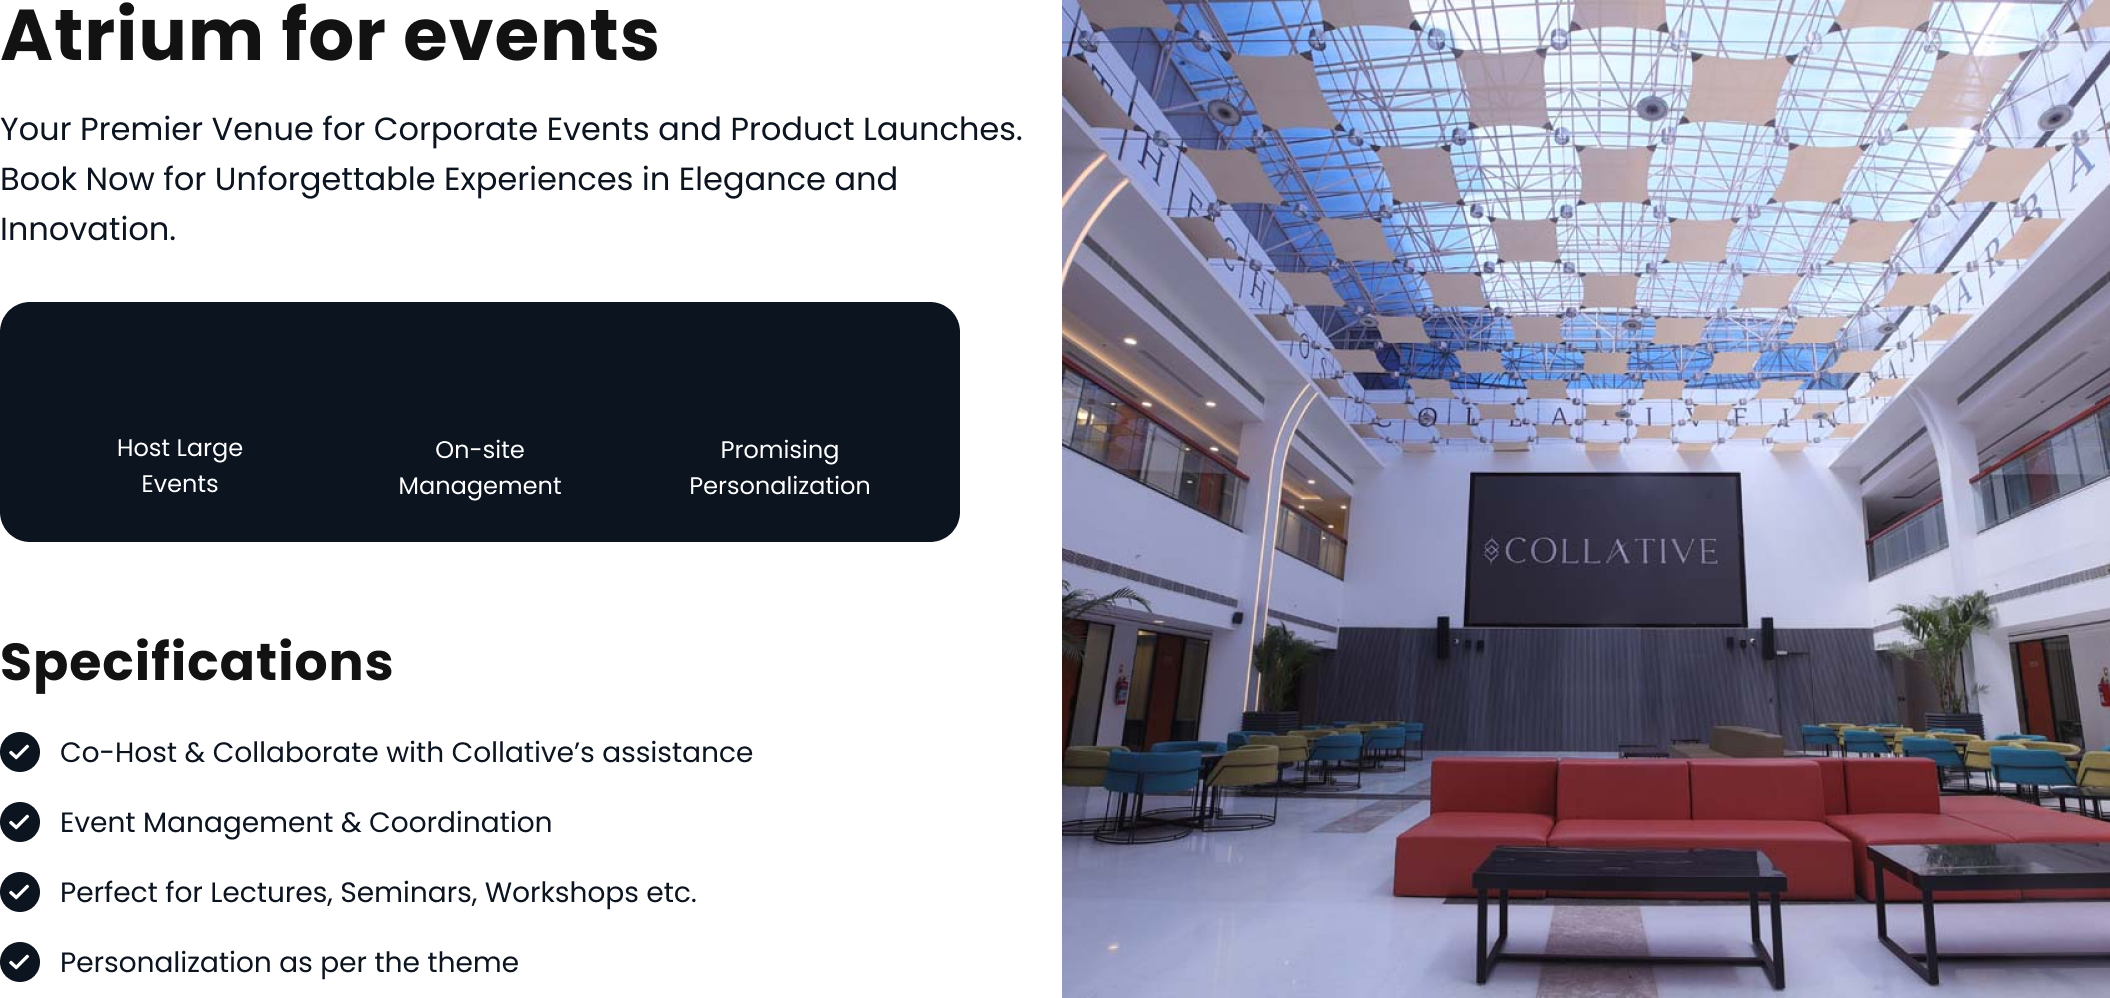 Atrium for events
Your Premier Venue for Corporate Events and Product Launches.
Book Now for Unforgettable Experiences in Elegance and
Innovation.
Host Large
Events
On-site
Management
Promising
Personalization
Specifications
Co-Host & Collaborate with Collative’s assistance
Event Management & Coordination
Perfect for Lectures, Seminars, Workshops etc.
Personalization as per the theme
COLLATIVE